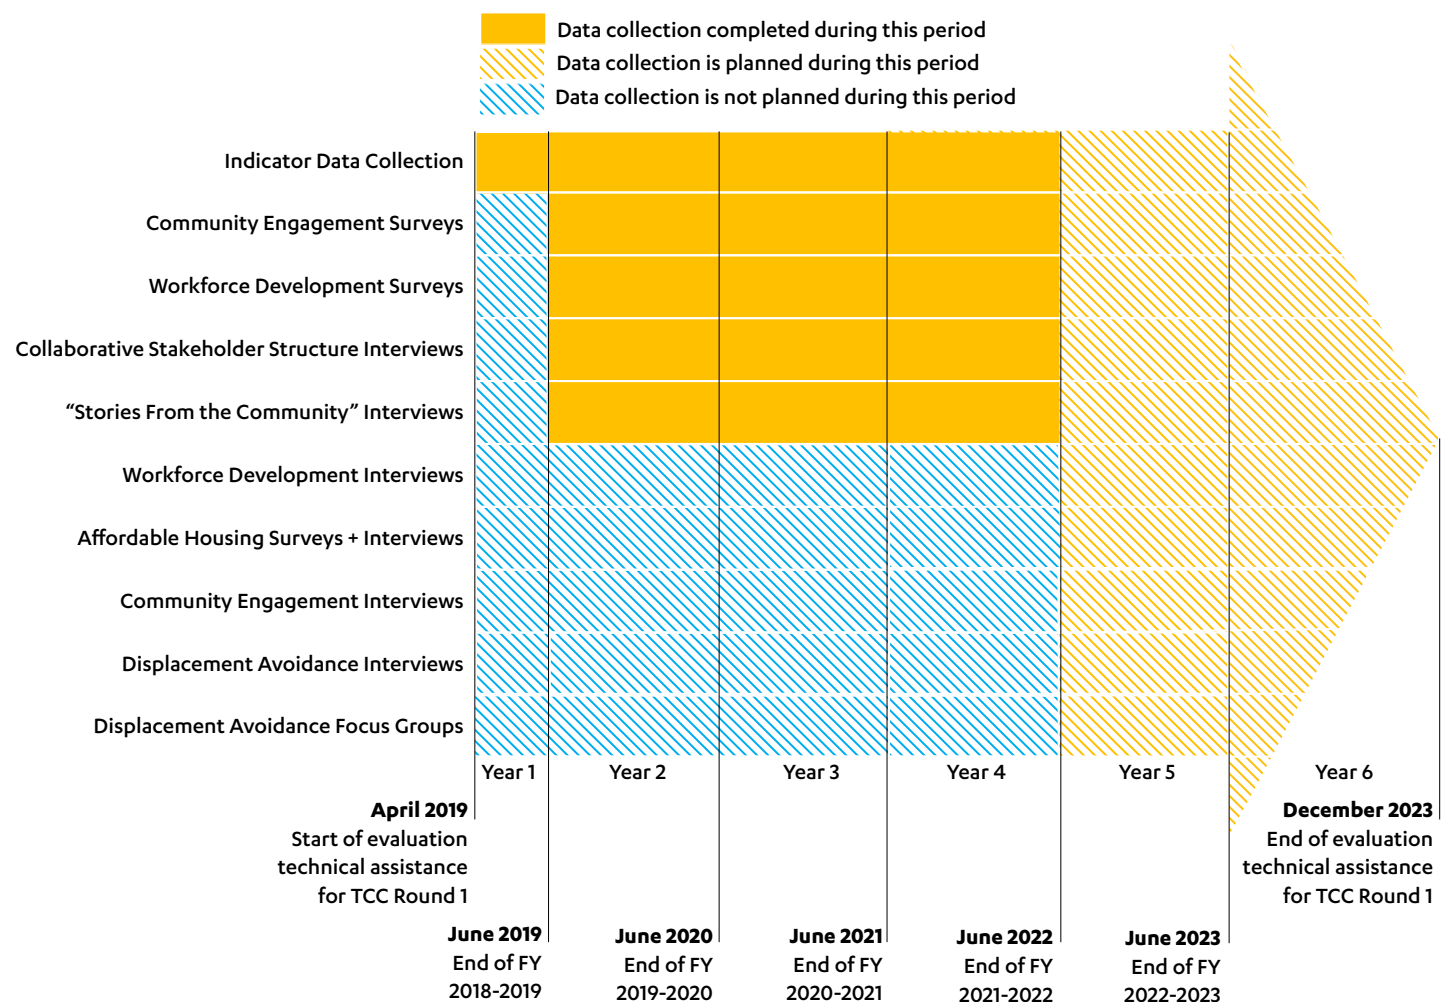 Data collection completed during this period
Data collection is planned during this period
Data collection is not planned during this period
Indicator Data Collection
Community Engagement Surveys
Workforce Development Surveys
Collaborative Stakeholder Structure Interviews
“Stories From the Community” Interviews
Workforce Development Interviews
Affordable Housing Surveys + Interviews
Community Engagement Interviews
Displacement Avoidance Interviews
Displacement Avoidance Focus Groups
Year 1
Year 2
Year 3
Year 4
Year 5
Year 6
April 2019
Start of evaluation
technical assistance
for TCC Round 1
December 2023
End of evaluation
technical assistance
for TCC Round 1
June 2019
End of FY
2018-2019
June 2020
End of FY
2019-2020
June 2021
End of FY
2020-2021
June 2022
End of FY
2021-2022
June 2023
End of FY
2022-2023